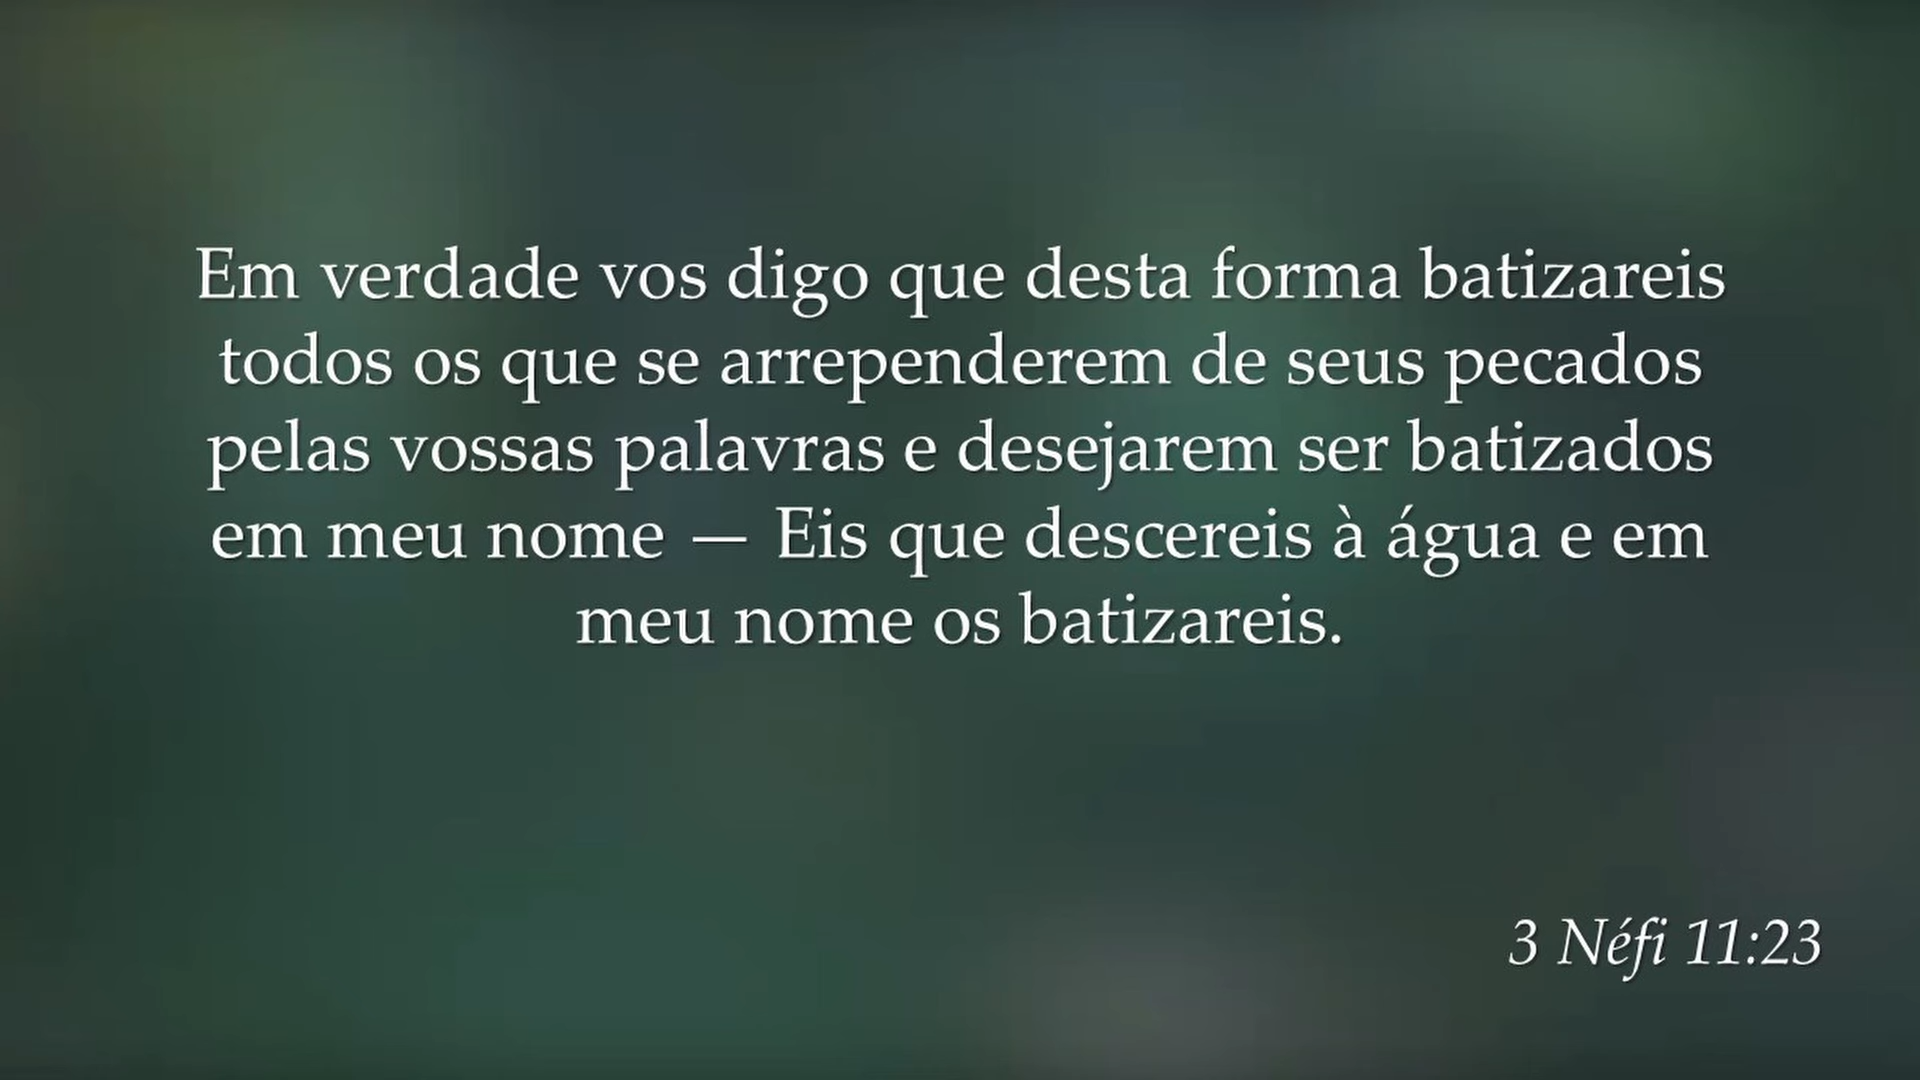 Em verdade vos digo que desta forma batizareis
todos os que se arrependerem de seus pecados
pelas vossas palavras e desejarem ser batizados
em meu nome — Eis que descereis à água e em
meu nome os batizareis.
3 Néfi 11:23